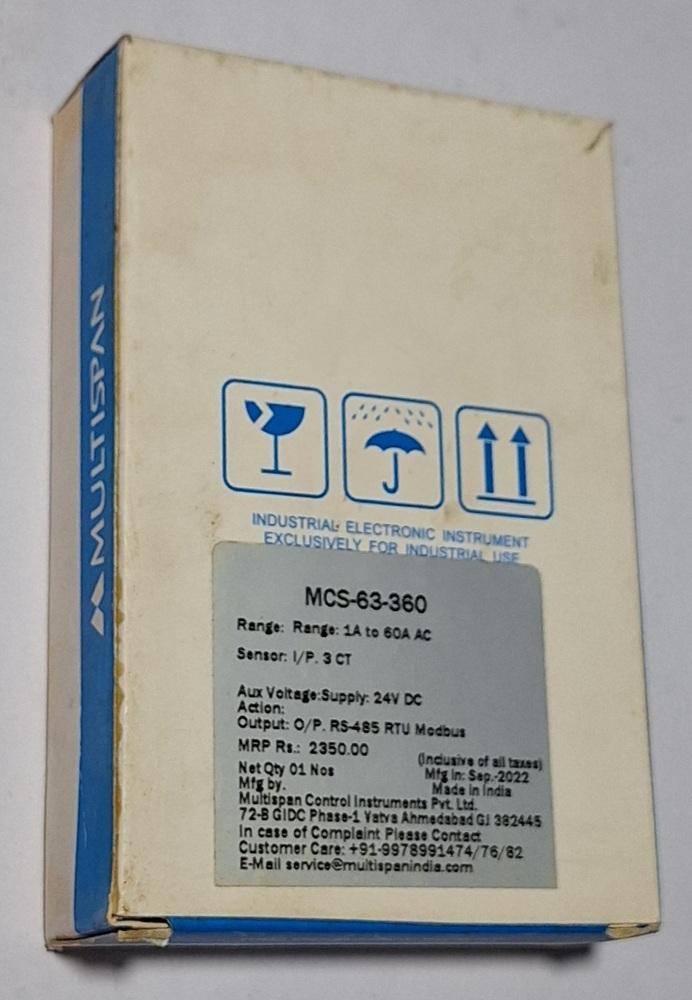 MULTISPAN
INDUSTRIAL ELECTRONIC INSTRUMENT
EXCLUSIVELY FOR INDUSTRIAL USE
MCS-63-360
Range: Range: 1A to 60A AC
Sensor: I/P. 3 CT
Aux Voltage:Supply: 24V DC
Action:
Output: O/P. RS-485 RTU Modbus
MRP Rs.: 2350.00
(Inclusive of all taxes)
Net Qty 01 Nos
Mfg in: Sep.-2022
Mfg by.
Made in India
Multispan Control Instruments Pvt. Ltd.
72-B GIDC Phase-1 Vatva Ahmedabad GJ 382445
In case of Complaint Please Contact
Customer Care: +91-9978991474/76/82
E-Mail service@multispanindia.com